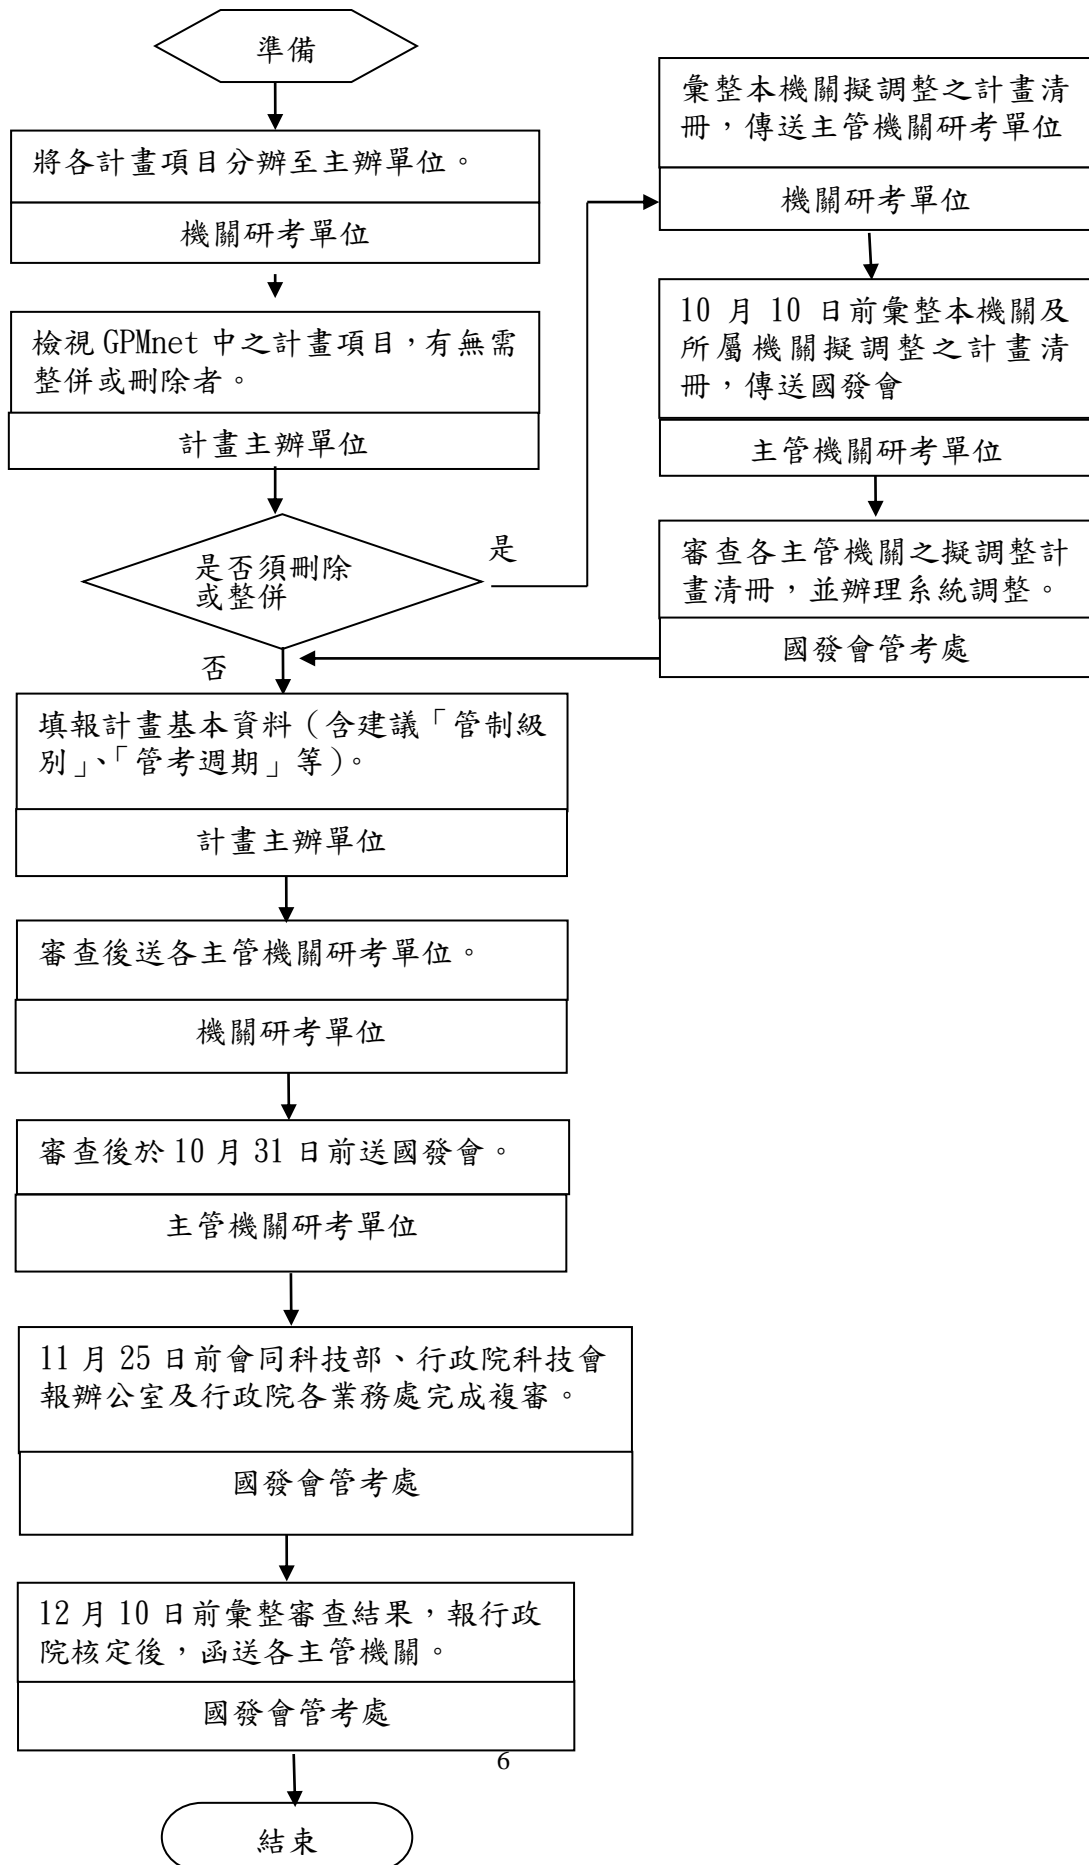 準備
將各計畫項目分辦至主辦單位。
機關研考單位
檢視 GPMnet 中之計畫項目，有無需
整併或刪除者。
計畫主辦單位
是否須刪除
或整併
是
否
彙整本機關擬調整之計畫清
冊，傳送主管機關研考單位
機關研考單位
10 月 10 日前彙整本機關及
所屬機關擬調整之計畫清
冊，傳送國發會
主管機關研考單位
審查各主管機關之擬調整計
畫清冊，並辦理系統調整。
國發會管考處
填報計畫基本資料（含建議「管制級
別」、「管考週期」等）。
計畫主辦單位
審查後送各主管機關研考單位。
機關研考單位
審查後於 10 月 31 日前送國發會。
主管機關研考單位
11 月 25 日前會同科技部、行政院科技會
報辦公室及行政院各業務處完成複審。
國發會管考處
12 月 10 日前彙整審查結果，報行政
院核定後，函送各主管機關。
國發會管考處
6
結束